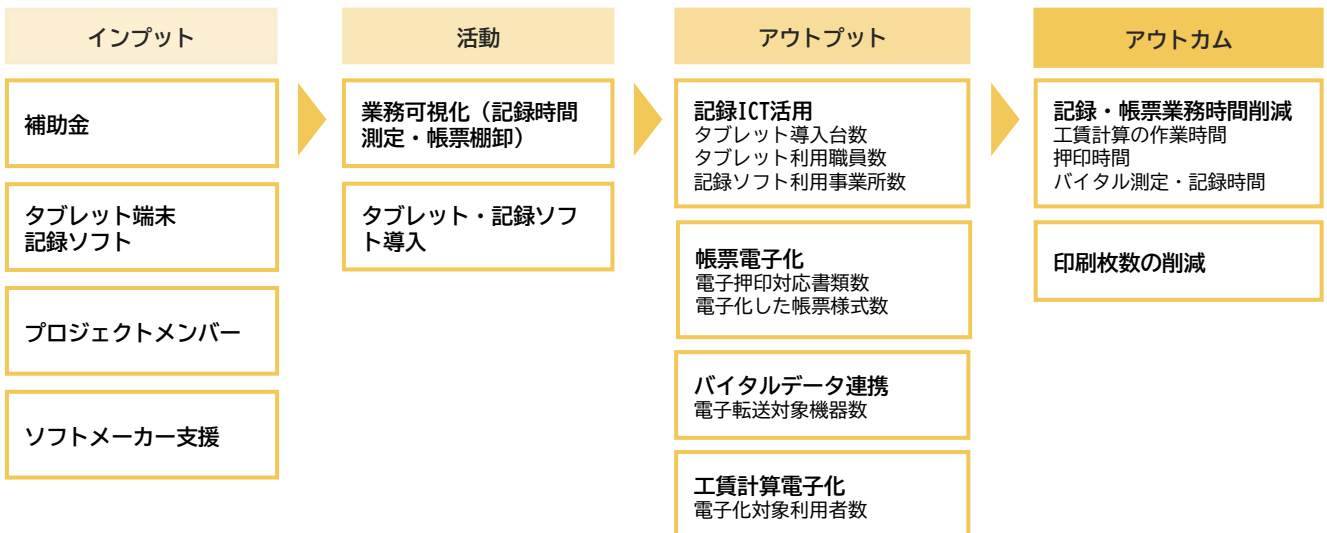 インプット
補助金
タブレット端末
記録ソフト
プロジェクトメンバー
ソフトメーカー支援
活動
業務可視化（記録時間
測定・帳票棚卸）
タブレット・記録ソフ
ト導入
アウトプット
記録ICT活用
タブレット導入台数
タブレット利用職員数
記録ソフト利用事業所数
帳票電子化
電子押印対応書類数
電子化した帳票様式数
バイタルデータ連携
電子転送対象機器数
工賃計算電子化
電子化対象利用者数
アウトカム
記録・帳票業務時間削減
工賃計算の作業時間
押印時間
バイタル測定・記録時間
印刷枚数の削減